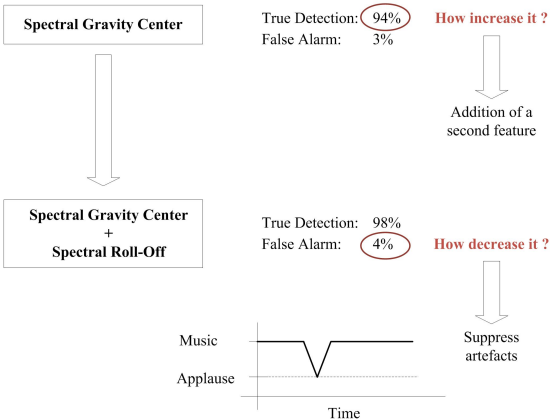 Spectral Gravity Center
True Detection: 94%
False Alarm: 3%
How increase it ?
Addition of a
second feature
Spectral Gravity Center
+
Spectral Roll-Off
True Detection: 98%
False Alarm: 4%
How decrease it ?
Suppress
artefacts
Music
Applause
Time